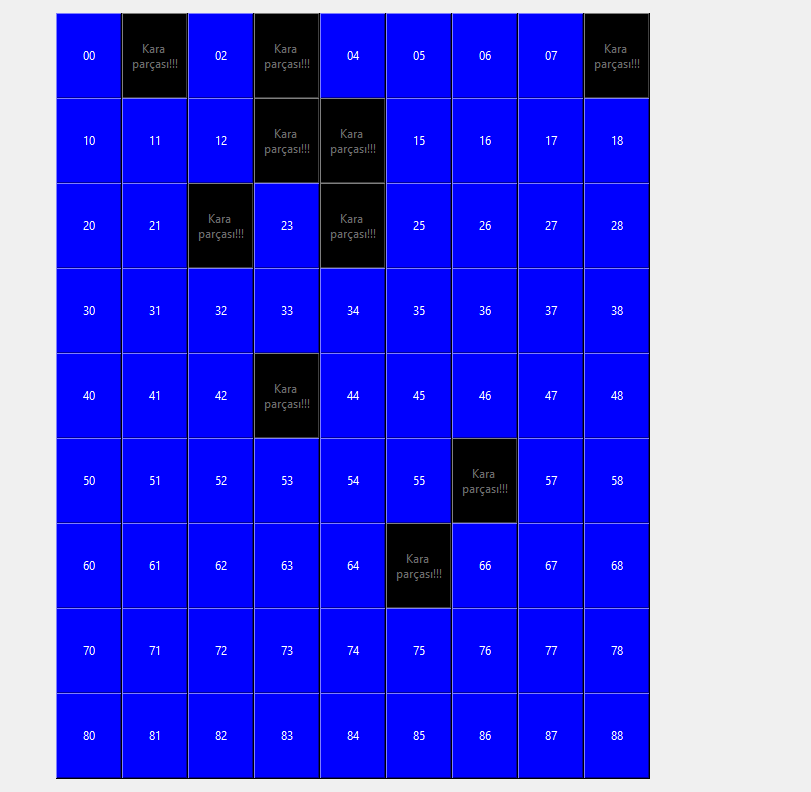 00 Kara parçası!!! 02 Kara parçası!!! 04 05 06 07 Kara parçası!!!
10 11 12 Kara parçası!!! Kara parçası!!! 15 16 17 18
20 21 Kara parçası!!! 23 Kara parçası!!! 25 26 27 28
30 31 32 33 34 35 36 37 38
40 41 42 Kara parçası!!! 44 45 46 47 48
50 51 52 53 54 55 Kara parçası!!! 57 58
60 61 62 63 64 Kara parçası!!! 66 67 68
70 71 72 73 74 75 76 77 78
80 81 82 83 84 85 86 87 88